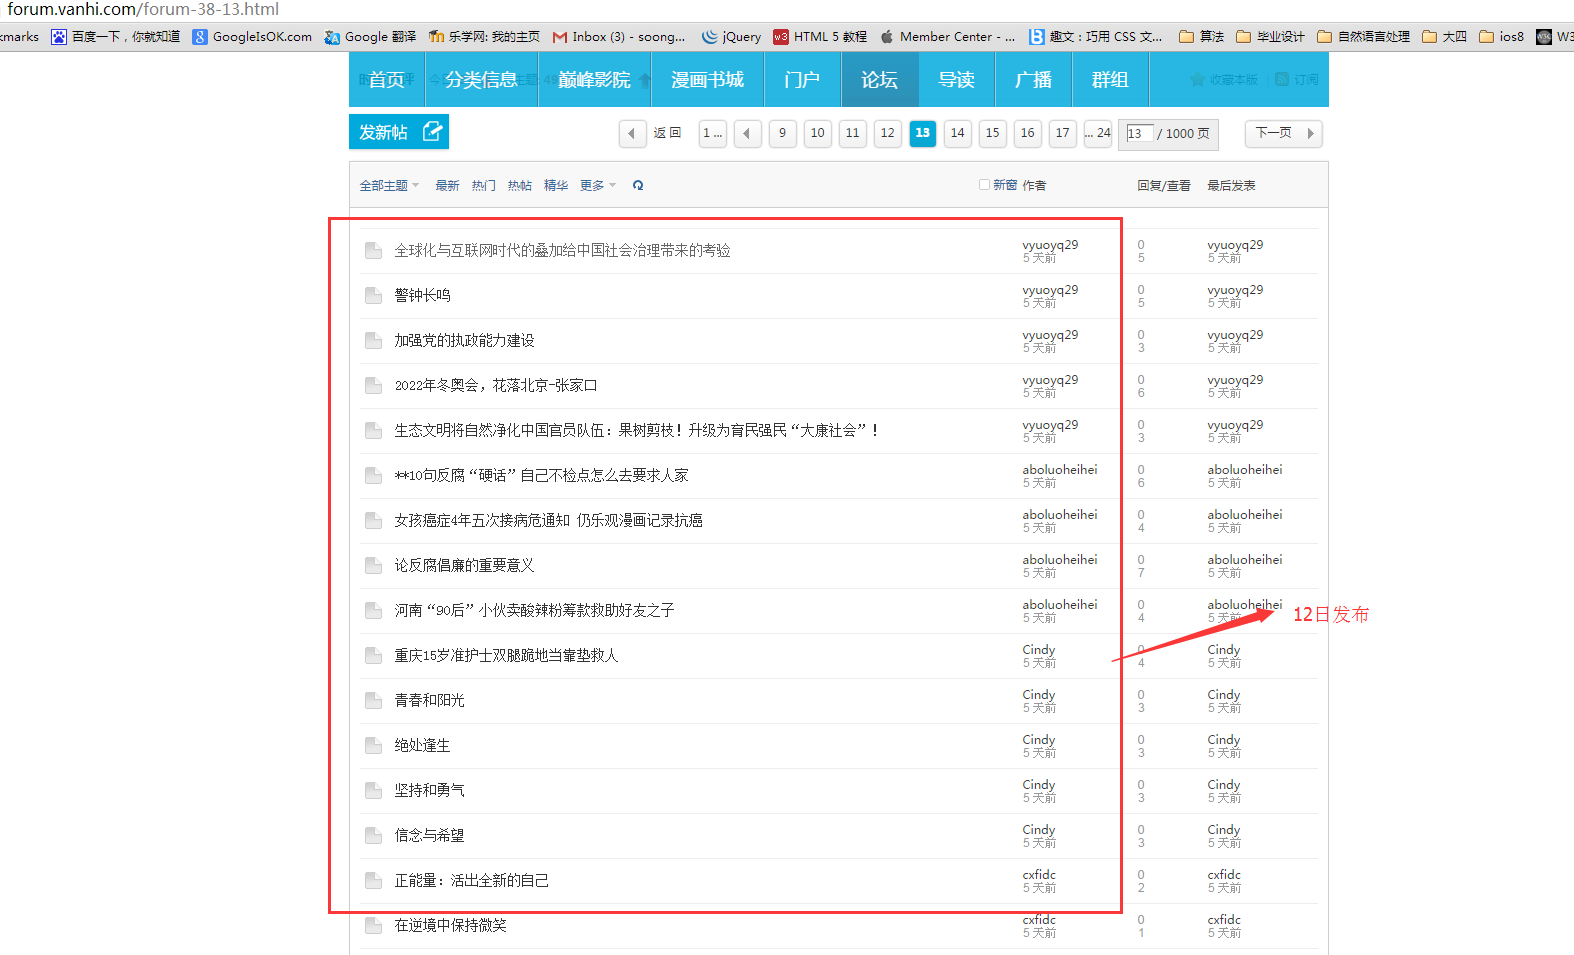 forum.vanhi.com/forum-38-13.html
kmarks 百度一下，你就知道 GoogleIsOK.com Google 翻译 乐学网: 我的主页 Inbox (3) - soong... jQuery HTML 5 教程 Member Center - ... 趣文：巧用 CSS 文... 算法 毕业设计 自然语言处理 大四 ios8 W3
首页 分类信息 巅峰影院 漫画书城 门户 论坛 导读 广播 群组 收藏本版 订阅
发新帖 返回 1 ... 9 10 11 12 13 14 15 16 17 ... 24 13 / 1000 页 下一页
全部主题 最新 热门 热帖 精华 更多 新窗 作者 回复/查看 最后发表
全球化与互联网时代的叠加给中国社会治理带来的考验 vyuoyq29 0 vyuoyq29
5 天前 5 5 天前
警钟长鸣 vyuoyq29 0 vyuoyq29
5 天前 5 5 天前
加强党的执政能力建设 vyuoyq29 0 vyuoyq29
5 天前 3 5 天前
2022年冬奥会，花落北京-张家口 vyuoyq29 0 vyuoyq29
5 天前 6 5 天前
生态文明将自然净化中国官员队伍：果树剪枝！升级为育民强民“大康社会”！ vyuoyq29 0 vyuoyq29
5 天前 3 5 天前
**10句反腐“硬话”自己不检点怎么去要求人家 aboluoheihei 0 aboluoheihei
5 天前 6 5 天前
女孩癌症4年五次接病危通知 仍乐观漫画记录抗癌 aboluoheihei 0 aboluoheihei
5 天前 4 5 天前
论反腐倡廉的重要意义 aboluoheihei 0 aboluoheihei
5 天前 7 5 天前
河南“90后”小伙卖酸辣粉筹款救助好友之子 aboluoheihei 0 aboluoheihei
5 天前 4 5 天前
12日发布
重庆15岁准护士双腿跪地当靠垫救人 Cindy 0 Cindy
5 天前 4 5 天前
青春和阳光 Cindy 0 Cindy
5 天前 3 5 天前
绝处逢生 Cindy 0 Cindy
5 天前 3 5 天前
坚持和勇气 Cindy 0 Cindy
5 天前 3 5 天前
信念与希望 Cindy 0 Cindy
5 天前 3 5 天前
正能量：活出全新的自己 cxfidc 0 cxfidc
5 天前 2 5 天前
在逆境中保持微笑 cxfidc 0 cxfidc
5 天前 1 5 天前